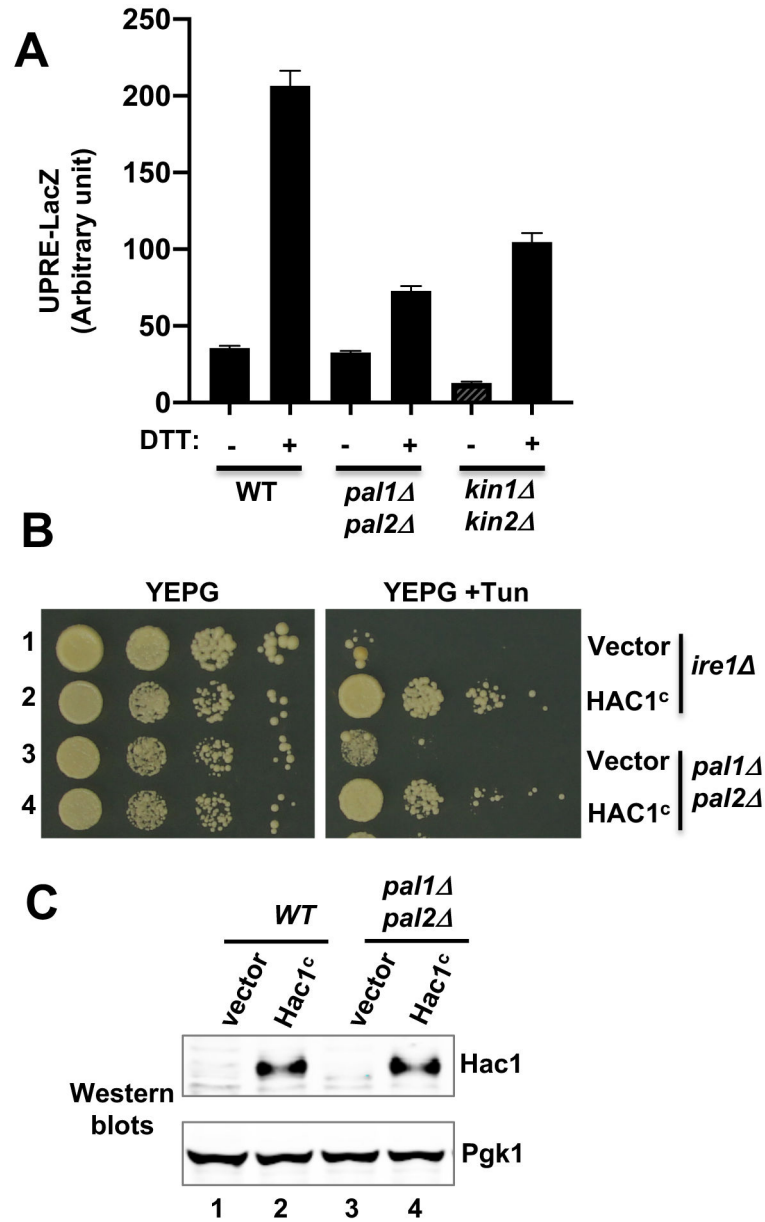 A
UPRE-LacZ
(Arbitrary unit)
250
200
150
100
50
0
DTT: - + - + - +
WT pal1Δ kin1Δ
pal2Δ kin2Δ
B
YEPG YEPG +Tun
1 Vector
2 HAC1ᶜ
ire1Δ
3 Vector
4 HAC1ᶜ
pal1Δ
pal2Δ
C
WT pal1Δ
pal2Δ
vector Hac1ᶜ vector Hac1ᶜ
Hac1
Western
blots
Pgk1
1 2 3 4